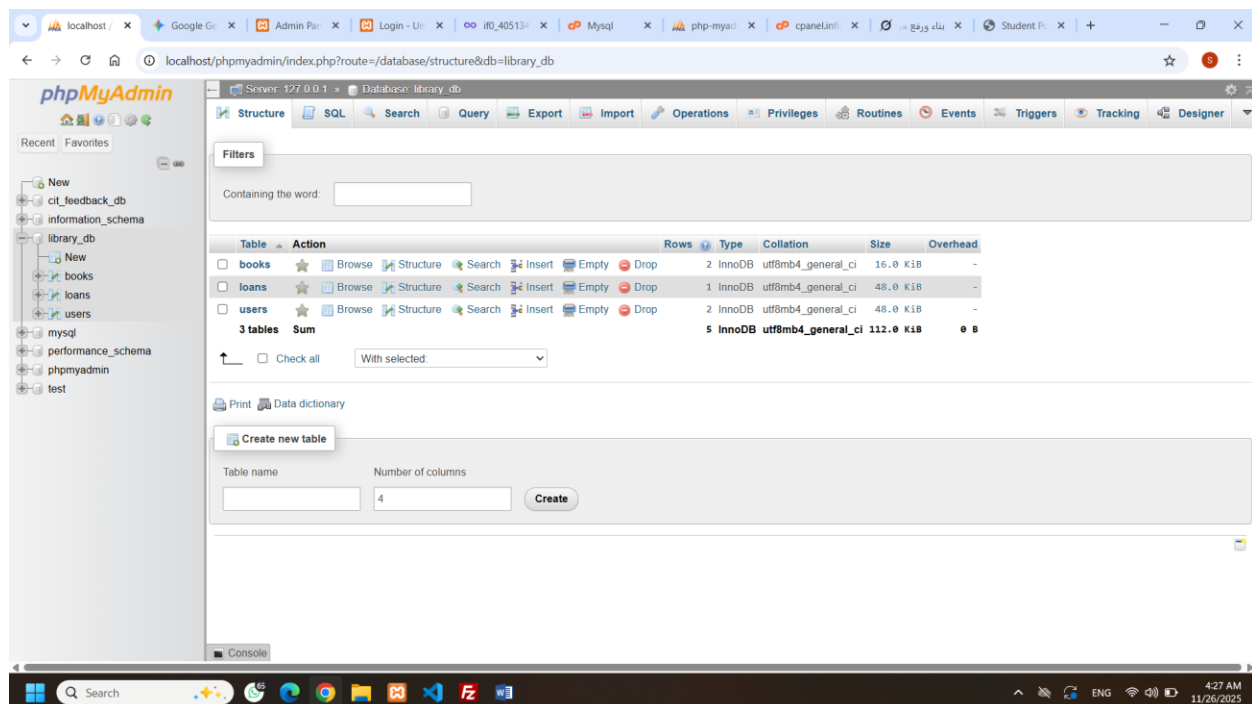 localhost /
Google Ge
Admin Pan
Login - Un
if0_40513
Mysql
php-myad
cpanel.inf
بناء ورفع
Student Po
localhost/phpmyadmin/index.php?route=/database/structure&db=library_db
S
phpMyAdmin
Recent Favorites
New
cit_feedback_db
information_schema
library_db
New
books
loans
users
mysql
performance_schema
phpmyadmin
test
Server: 127.0.0.1 » Database: library_db
Structure SQL Search Query Export Import Operations Privileges Routines Events Triggers Tracking Designer
Filters
Containing the word:
Table Action Rows Type Collation Size Overhead
books Browse Structure Search Insert Empty Drop 2 InnoDB utf8mb4_general_ci 16.0 KiB -
loans Browse Structure Search Insert Empty Drop 1 InnoDB utf8mb4_general_ci 48.0 KiB -
users Browse Structure Search Insert Empty Drop 2 InnoDB utf8mb4_general_ci 48.0 KiB -
3 tables Sum 5 InnoDB utf8mb4_general_ci 112.0 KiB 0 B
Check all With selected:
Print Data dictionary
Create new table
Table name Number of columns
4 Create
Console
Search
65
ENG
4:27 AM
11/26/2025